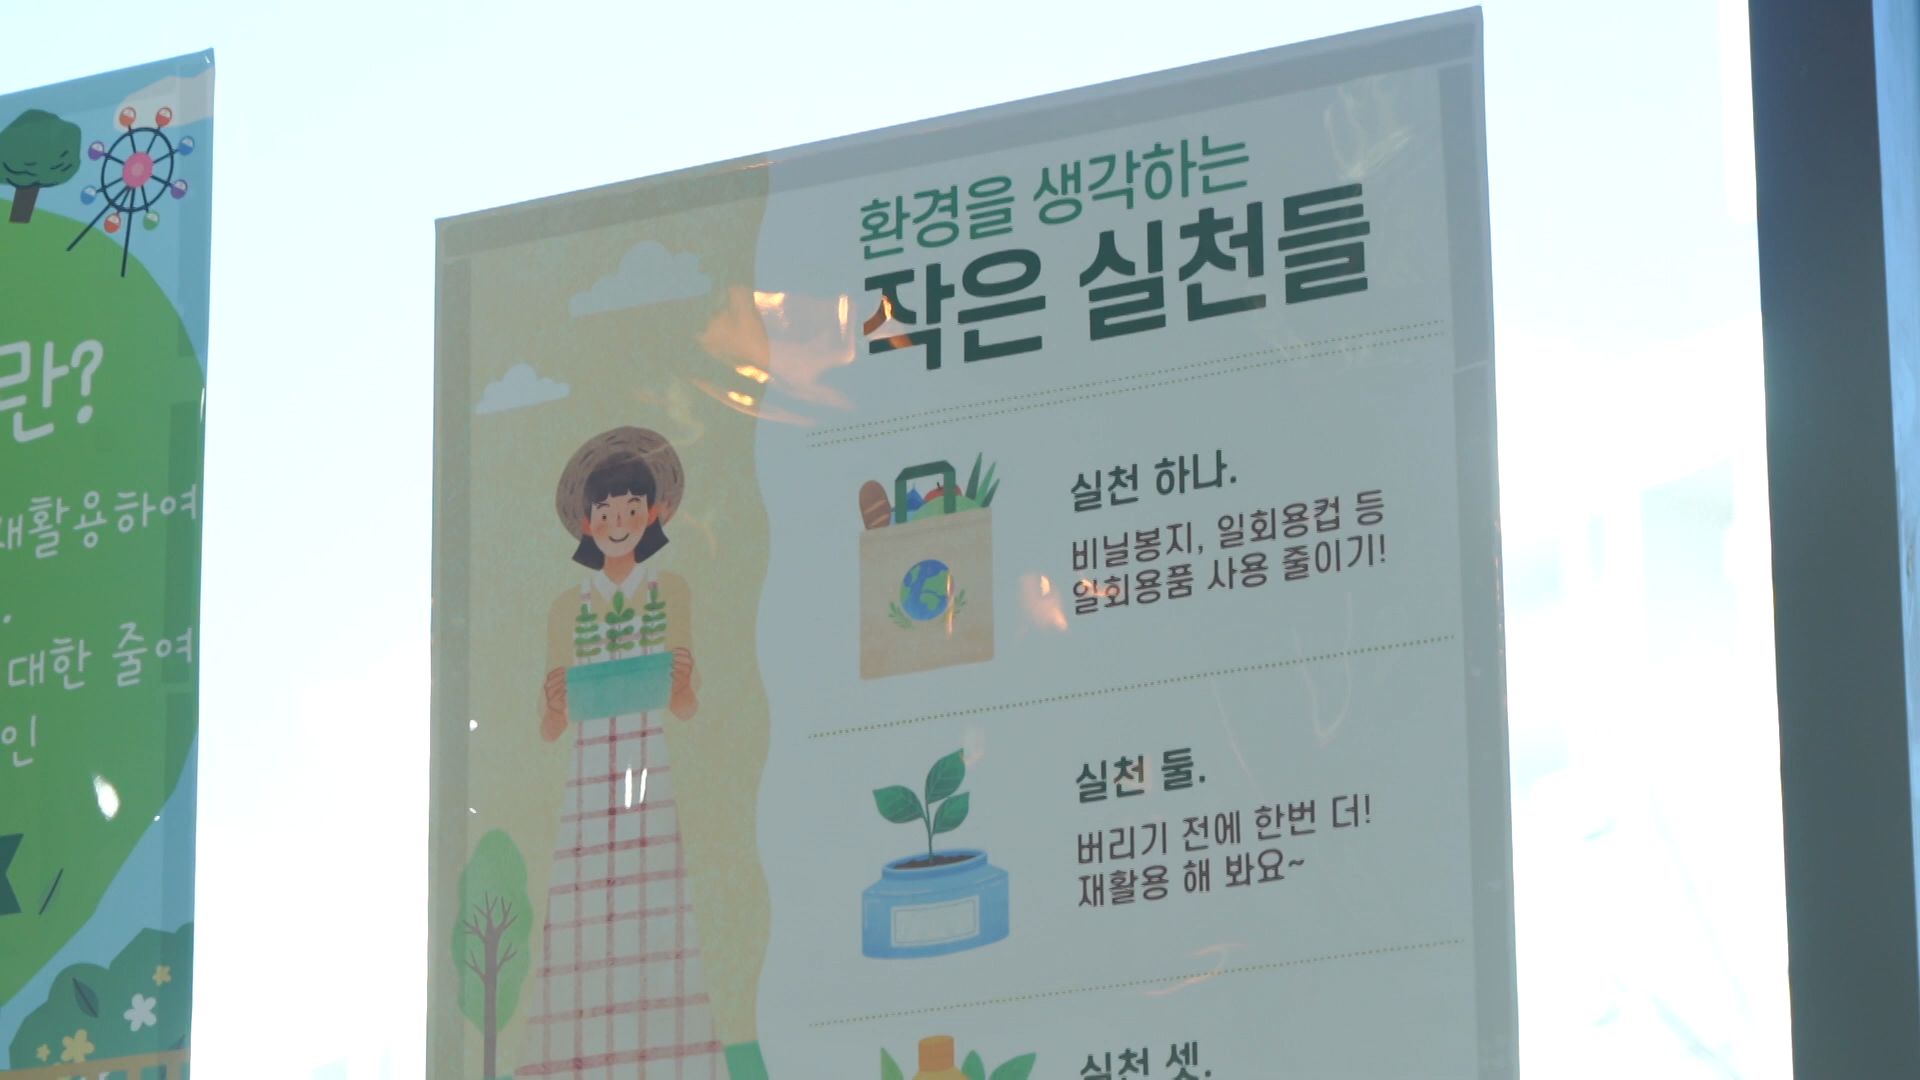 란?
재활용하여
.
대한 줄여
인
환경을 생각하는
작은 실천들
실천 하나.
비닐봉지, 일회용컵 등
일회용품 사용 줄이기!
실천 둘.
버리기 전에 한번 더!
재활용 해 봐요~
실천 셋.